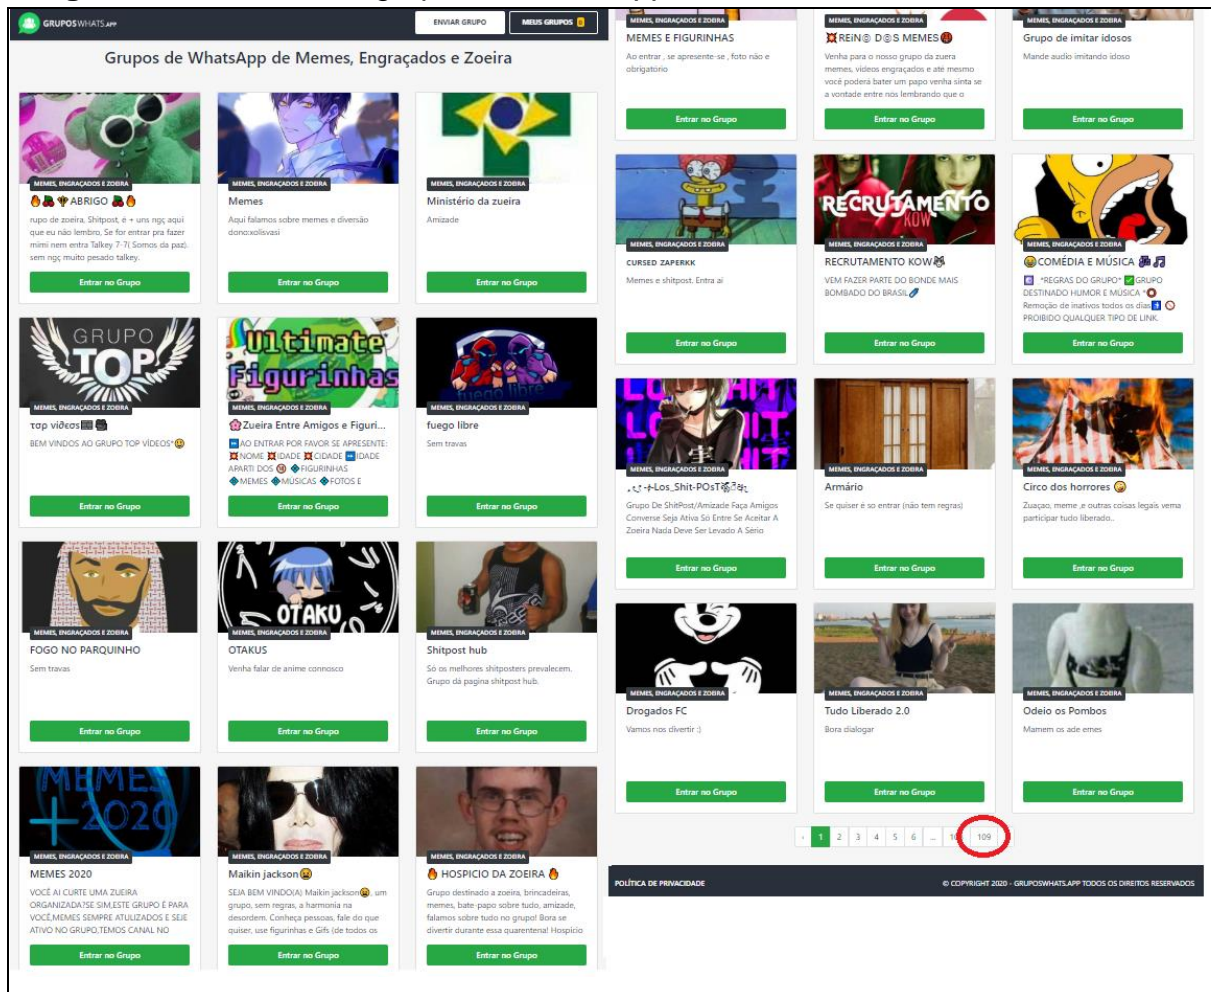 GRUPOSWHATS.APP
ENVIAR GRUPO
MEUS GRUPOS 0
Grupos de WhatsApp de Memes, Engraçados e Zoeira
MEMES, ENGRAÇADOS E ZOEIRA
ABRIGO
rupo de zoeira, Shitpost, é + uns ngç aqui
que eu não lembro, Se for entrar pra fazer
mimi nem entra Talkey 7-7( Somos da paz).
sem ngç muito pesado talkey.
Entrar no Grupo
MEMES, ENGRAÇADOS E ZOEIRA
Memes
Aqui falamos sobre memes e diversão
dono:xolisvasi
Entrar no Grupo
MEMES, ENGRAÇADOS E ZOEIRA
Ministério da zueira
Amizade
Entrar no Grupo
GRUPO
TOP
MEMES, ENGRAÇADOS E ZOEIRA
τσp vidєσs
BEM VINDOS AO GRUPO TOP VÍDEOS*
Entrar no Grupo
Ultimate
Figurinhas
MEMES, ENGRAÇADOS E ZOEIRA
Zueira Entre Amigos e Figuri...
AO ENTRAR POR FAVOR SE APRESENTE:
NOME IDADE CIDADE IDADE
APARTI DOS FIGURINHAS
MEMES MÚSICAS FOTOS E
Entrar no Grupo
fuego libre
MEMES, ENGRAÇADOS E ZOEIRA
fuego libre
Sem travas
Entrar no Grupo
MEMES, ENGRAÇADOS E ZOEIRA
FOGO NO PARQUINHO
Sem travas
Entrar no Grupo
OTAKU
MEMES, ENGRAÇADOS E ZOEIRA
OTAKUS
Venha falar de anime connosco
Entrar no Grupo
MEMES, ENGRAÇADOS E ZOEIRA
Shitpost hub
Só os melhores shitposters prevalecem.
Grupo da pagina shitpost hub.
Entrar no Grupo
MEMES
+2020
MEMES, ENGRAÇADOS E ZOEIRA
MEMES 2020
VOCÊ AI CURTE UMA ZUEIRA
ORGANIZADA?SE SIM,ESTE GRUPO É PARA
VOCÊ,MEMES SEMPRE ATULIZADOS E SEJE
ATIVO NO GRUPO,TEMOS CANAL NO
Entrar no Grupo
MEMES, ENGRAÇADOS E ZOEIRA
Maikin jackson
SEJA BEM VINDO(A) Maikin jackson, um
grupo, sem regras, a harmonia na
desordem. Conheça pessoas, fale do que
quiser, use figurinhas e Gifs (de todos os
Entrar no Grupo
MEMES, ENGRAÇADOS E ZOEIRA
HOSPICIO DA ZOEIRA
Grupo destinado a zoeira, brincadeiras,
memes, bate-papo sobre tudo, amizade,
falamos sobre tudo no grupo! Bora se
divertir durante essa quarentena! Hospício
Entrar no Grupo
MEMES, ENGRAÇADOS E ZOEIRA
MEMES E FIGURINHAS
Ao entrar , se apresente-se , foto não e
obrigatorio
Entrar no Grupo
MEMES, ENGRAÇADOS E ZOEIRA
REiN@ D@S MEMES
Venha para o nosso grupo da zuera
memes, vídeos engraçados e até mesmo
você poderá bater um papo venha sinta se
a vontade entre nos lembrando que o
Entrar no Grupo
MEMES, ENGRAÇADOS E ZOEIRA
Grupo de imitar idosos
Mande audio imitando idoso
Entrar no Grupo
MEMES, ENGRAÇADOS E ZOEIRA
CURSED ZAPERKK
Memes e shitpost. Entra ai
Entrar no Grupo
RECRUTAMENTO
KOW
MEMES, ENGRAÇADOS E ZOEIRA
RECRUTAMENTO KOW
VEM FAZER PARTE DO BONDE MAIS
BOMBADO DO BRASIL
Entrar no Grupo
MEMES, ENGRAÇADOS E ZOEIRA
COMÉDIA E MÚSICA
*REGRAS DO GRUPO* GRUPO
DESTINADO HUMOR E MÚSICA *
Remoção de inativos todos os dias
PROIBIDO QUALQUER TIPO DE LINK.
Entrar no Grupo
MEMES, ENGRAÇADOS E ZOEIRA
Los_Shit-POsT
Grupo De ShitPost/Amizade Faça Amigos
Converse Seja Ativa Só Entre Se Aceitar A
Zoeira Nada Deve Ser Levado A Sério
Entrar no Grupo
MEMES, ENGRAÇADOS E ZOEIRA
Armário
Se quiser é so entrar (não tem regras)
Entrar no Grupo
MEMES, ENGRAÇADOS E ZOEIRA
Circo dos horrores
Zuaçao, meme ,e outras coisas legais vema
participar tudo liberado..
Entrar no Grupo
MEMES, ENGRAÇADOS E ZOEIRA
Drogados FC
Vamos nos divertir :)
Entrar no Grupo
MEMES, ENGRAÇADOS E ZOEIRA
Tudo Liberado 2.0
Bora dialogar
Entrar no Grupo
MEMES, ENGRAÇADOS E ZOEIRA
Odeio os Pombos
Mamem os ade emes
Entrar no Grupo
‹ 1 2 3 4 5 6 ... 109
POLÍTICA DE PRIVACIDADE
© COPYRIGHT 2020 - GRUPOSWHATS.APP TODOS OS DIREITOS RESERVADOS